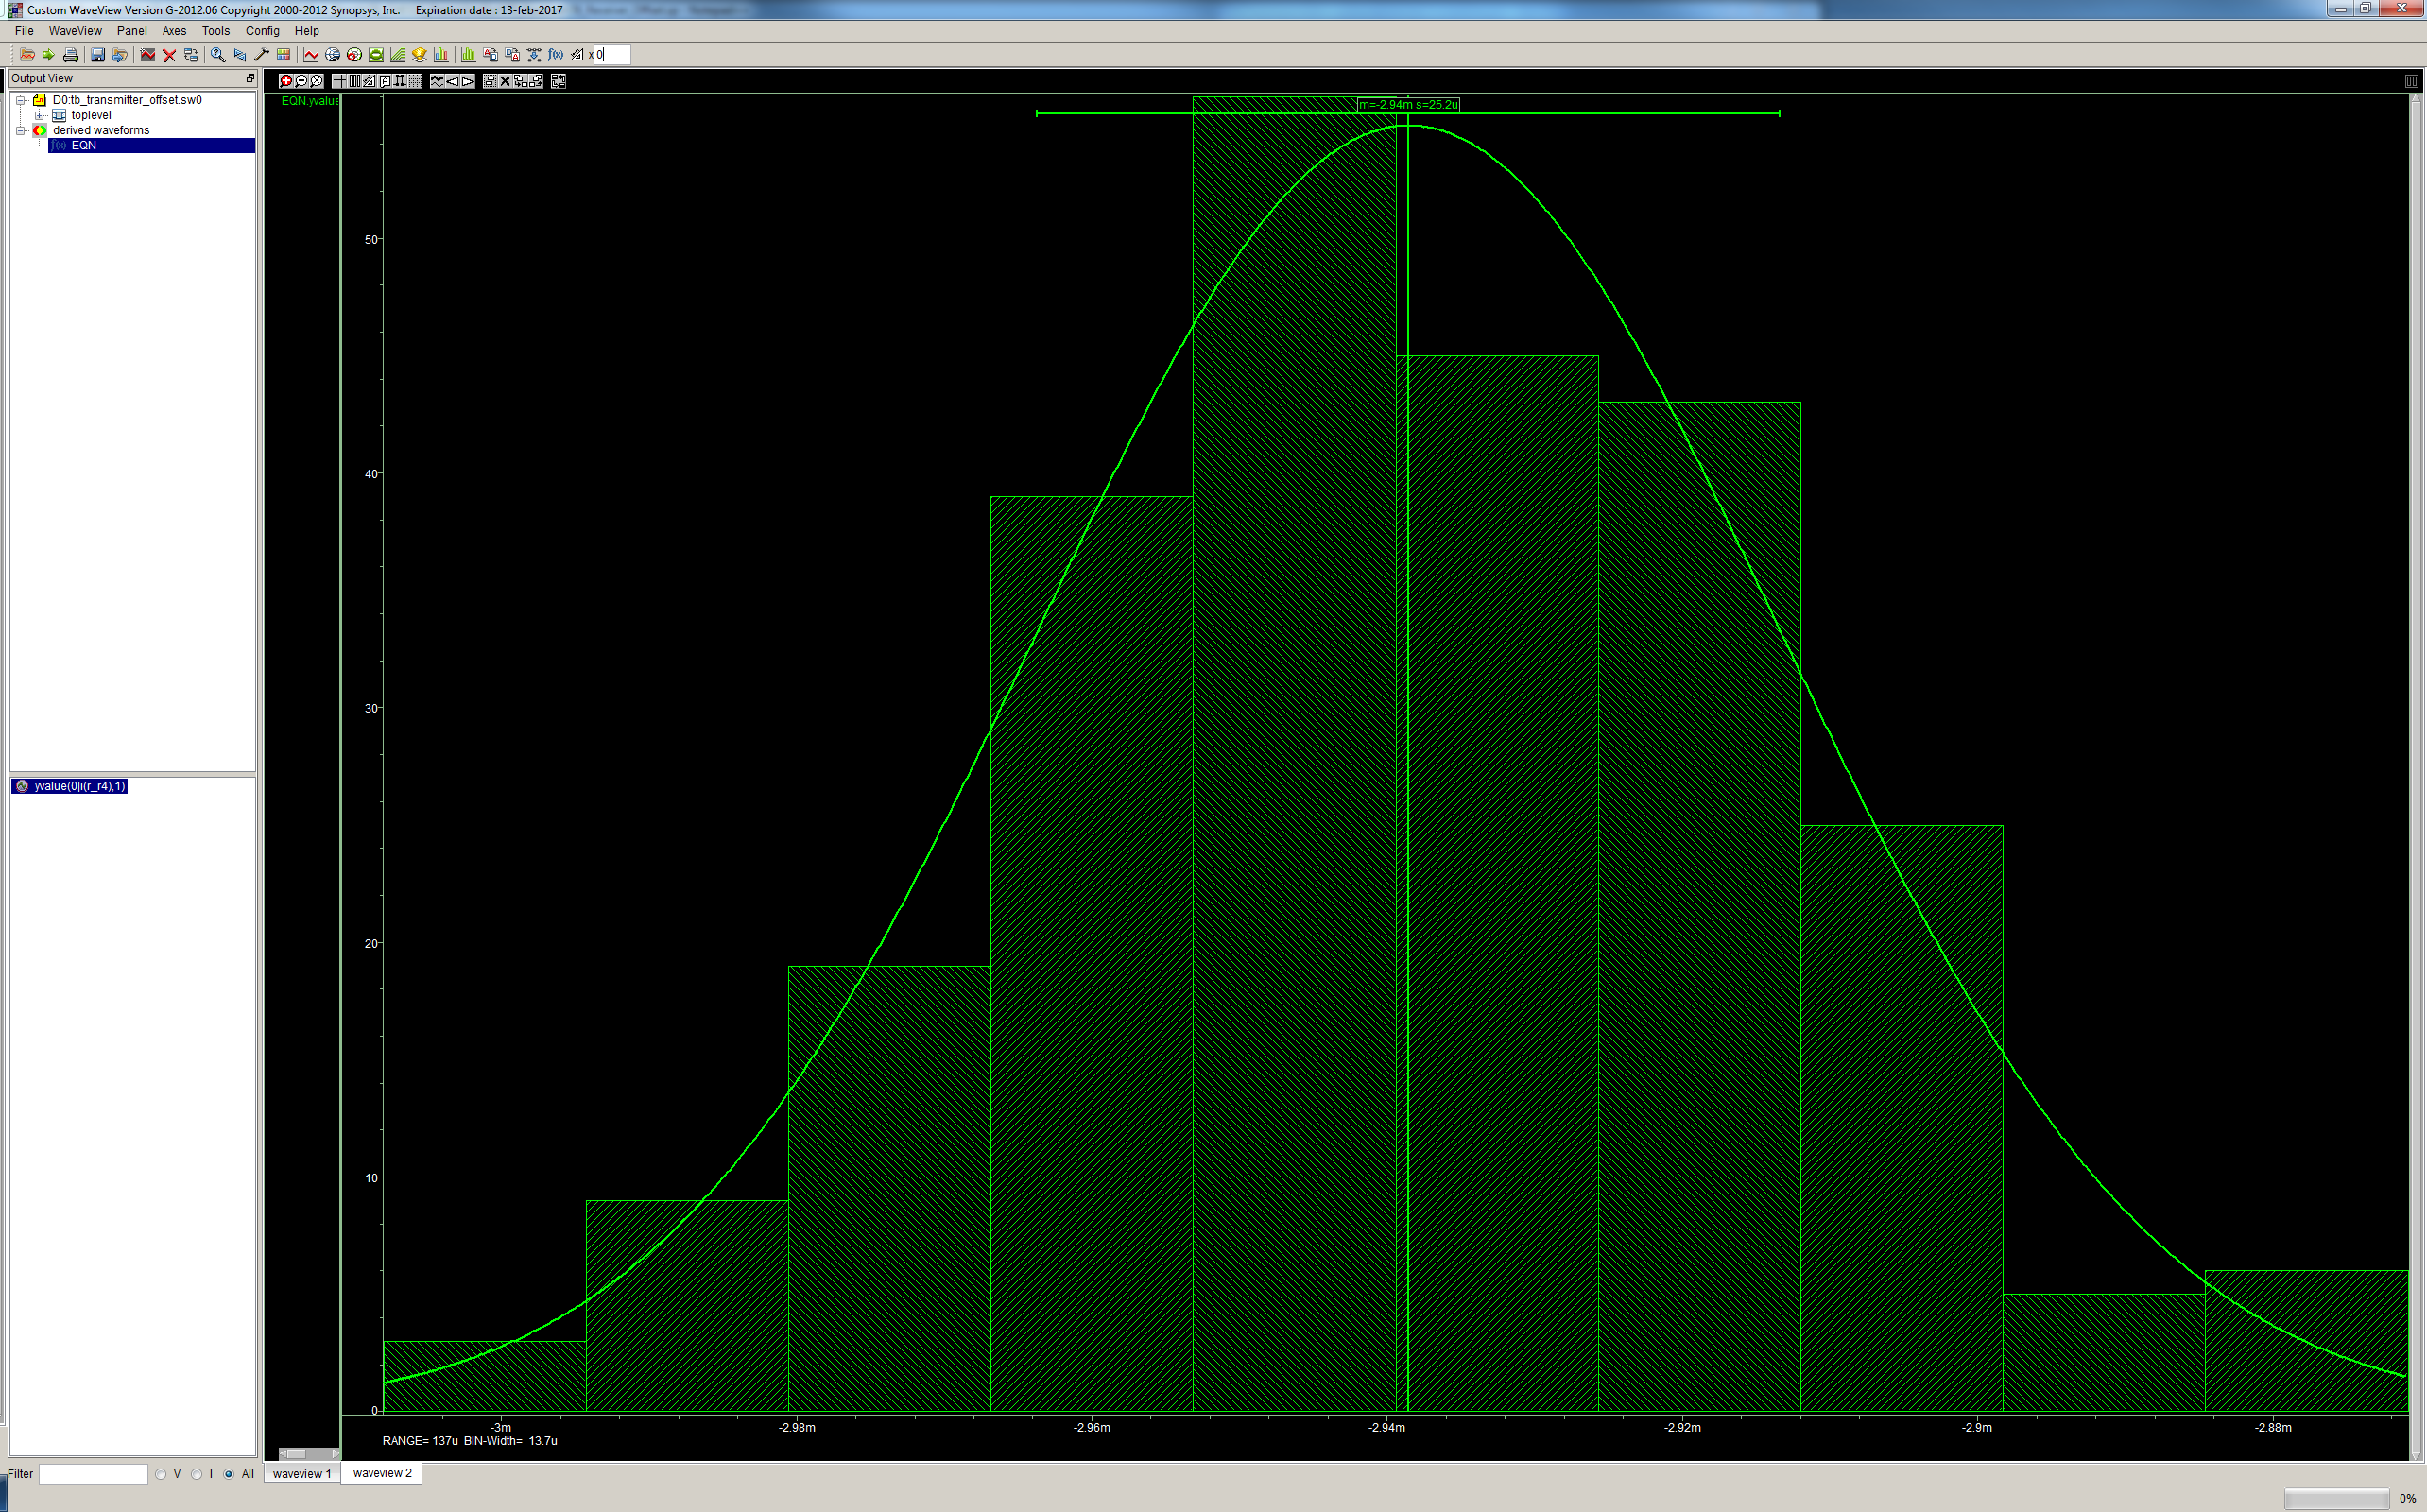 Custom WaveView Version G-2012.06 Copyright 2000-2012 Synopsys, Inc. Expiration date : 13-feb-2017
File WaveView Panel Axes Tools Config Help
x 0
Output View
D0:tb_transmitter_offset.sw0
toplevel
derived waveforms
f(x) EQN
yvalue(0|i(r_r4),1)
EQN.yvalue
m=-2.94m s=25.2u
50
40
30
20
10
0
-3m -2.98m -2.96m -2.94m -2.92m -2.9m -2.88m
RANGE= 137u BIN-Width= 13.7u
Filter V I All
waveview 1 waveview 2
0%